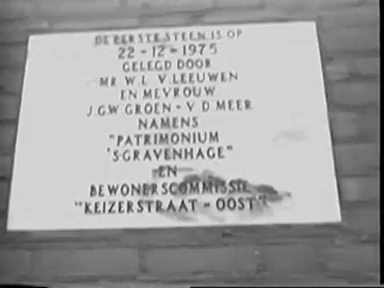 DE EERSTE STEEN IS OP
22-12-1975
GELEGD DOOR
MR W.L. V. LEEUWEN
EN MEVROUW
J.G.W GROEN - V D MEER
NAMENS
"PATRIMONIUM
'S-GRAVENHAGE"
EN
BEWONERSCOMMISSIE
"KEIZERSTRAAT - OOST"